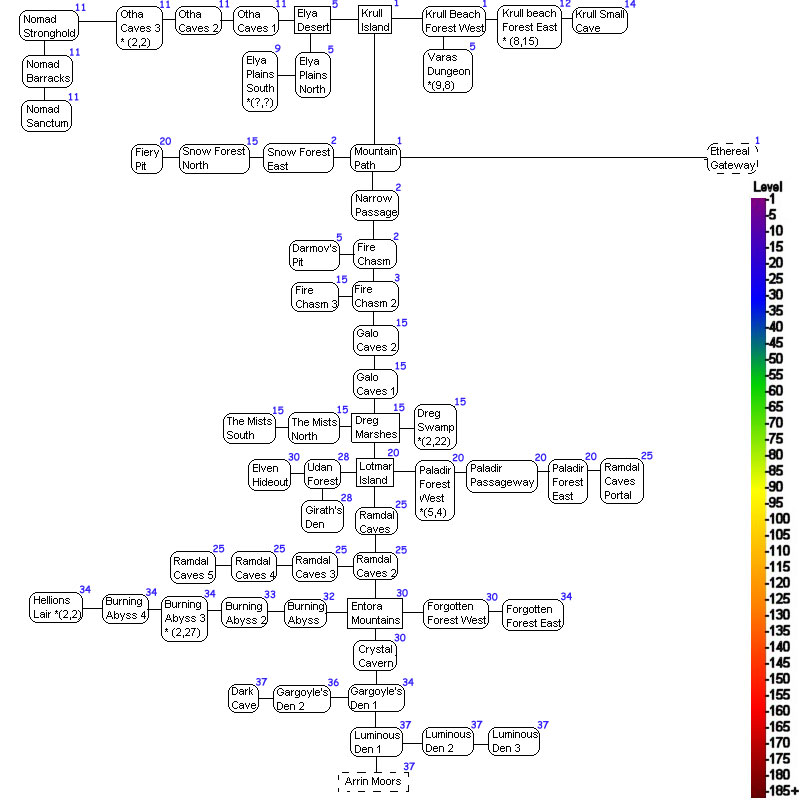 11
Nomad
Stronghold
11
Otha
Caves 3
* (2,2)
11
Otha
Caves 2
11
Otha
Caves 1
5
Elya
Desert
1
Krull
Island
1
Krull Beach
Forest West
12
Krull beach
Forest East
* (8,15)
14
Krull Small
Cave
11
Nomad
Barracks
11
Nomad
Sanctum
9
Elya
Plains
South
*(?,?)
5
Elya
Plains
North
5
Varas
Dungeon
*(9,8)
20
Fiery
Pit
15
Snow Forest
North
2
Snow Forest
East
1
Mountain
Path
1
Ethereal
Gateway
2
Narrow
Passage
5
Darmov's
Pit
2
Fire
Chasm
15
Fire
Chasm 3
3
Fire
Chasm 2
15
Galo
Caves 2
15
Galo
Caves 1
15
The Mists
South
15
The Mists
North
15
Dreg
Marshes
15
Dreg
Swamp
*(2,22)
30
Elven
Hideout
28
Udan
Forest
20
Lotmar
Island
20
Paladir
Forest
West
*(5,4)
20
Paladir
Passageway
20
Paladir
Forest
East
25
Ramdal
Caves
Portal
28
Girath's
Den
25
Ramdal
Caves
25
Ramdal
Caves 5
25
Ramdal
Caves 4
25
Ramdal
Caves 3
25
Ramdal
Caves 2
34
Hellions
Lair *(2,2)
34
Burning
Abyss 4
34
Burning
Abyss 3
* (2,27)
33
Burning
Abyss 2
32
Burning
Abyss
30
Entora
Mountains
30
Forgotten
Forest West
34
Forgotten
Forest East
30
Crystal
Cavern
37
Dark
Cave
36
Gargoyle's
Den 2
34
Gargoyle's
Den 1
37
Luminous
Den 1
37
Luminous
Den 2
37
Luminous
Den 3
37
Arrin Moors
Level
1
5
10
15
20
25
30
35
40
45
50
55
60
65
70
75
80
85
90
95
100
105
110
115
120
125
130
135
140
145
150
155
160
165
170
175
180
185+